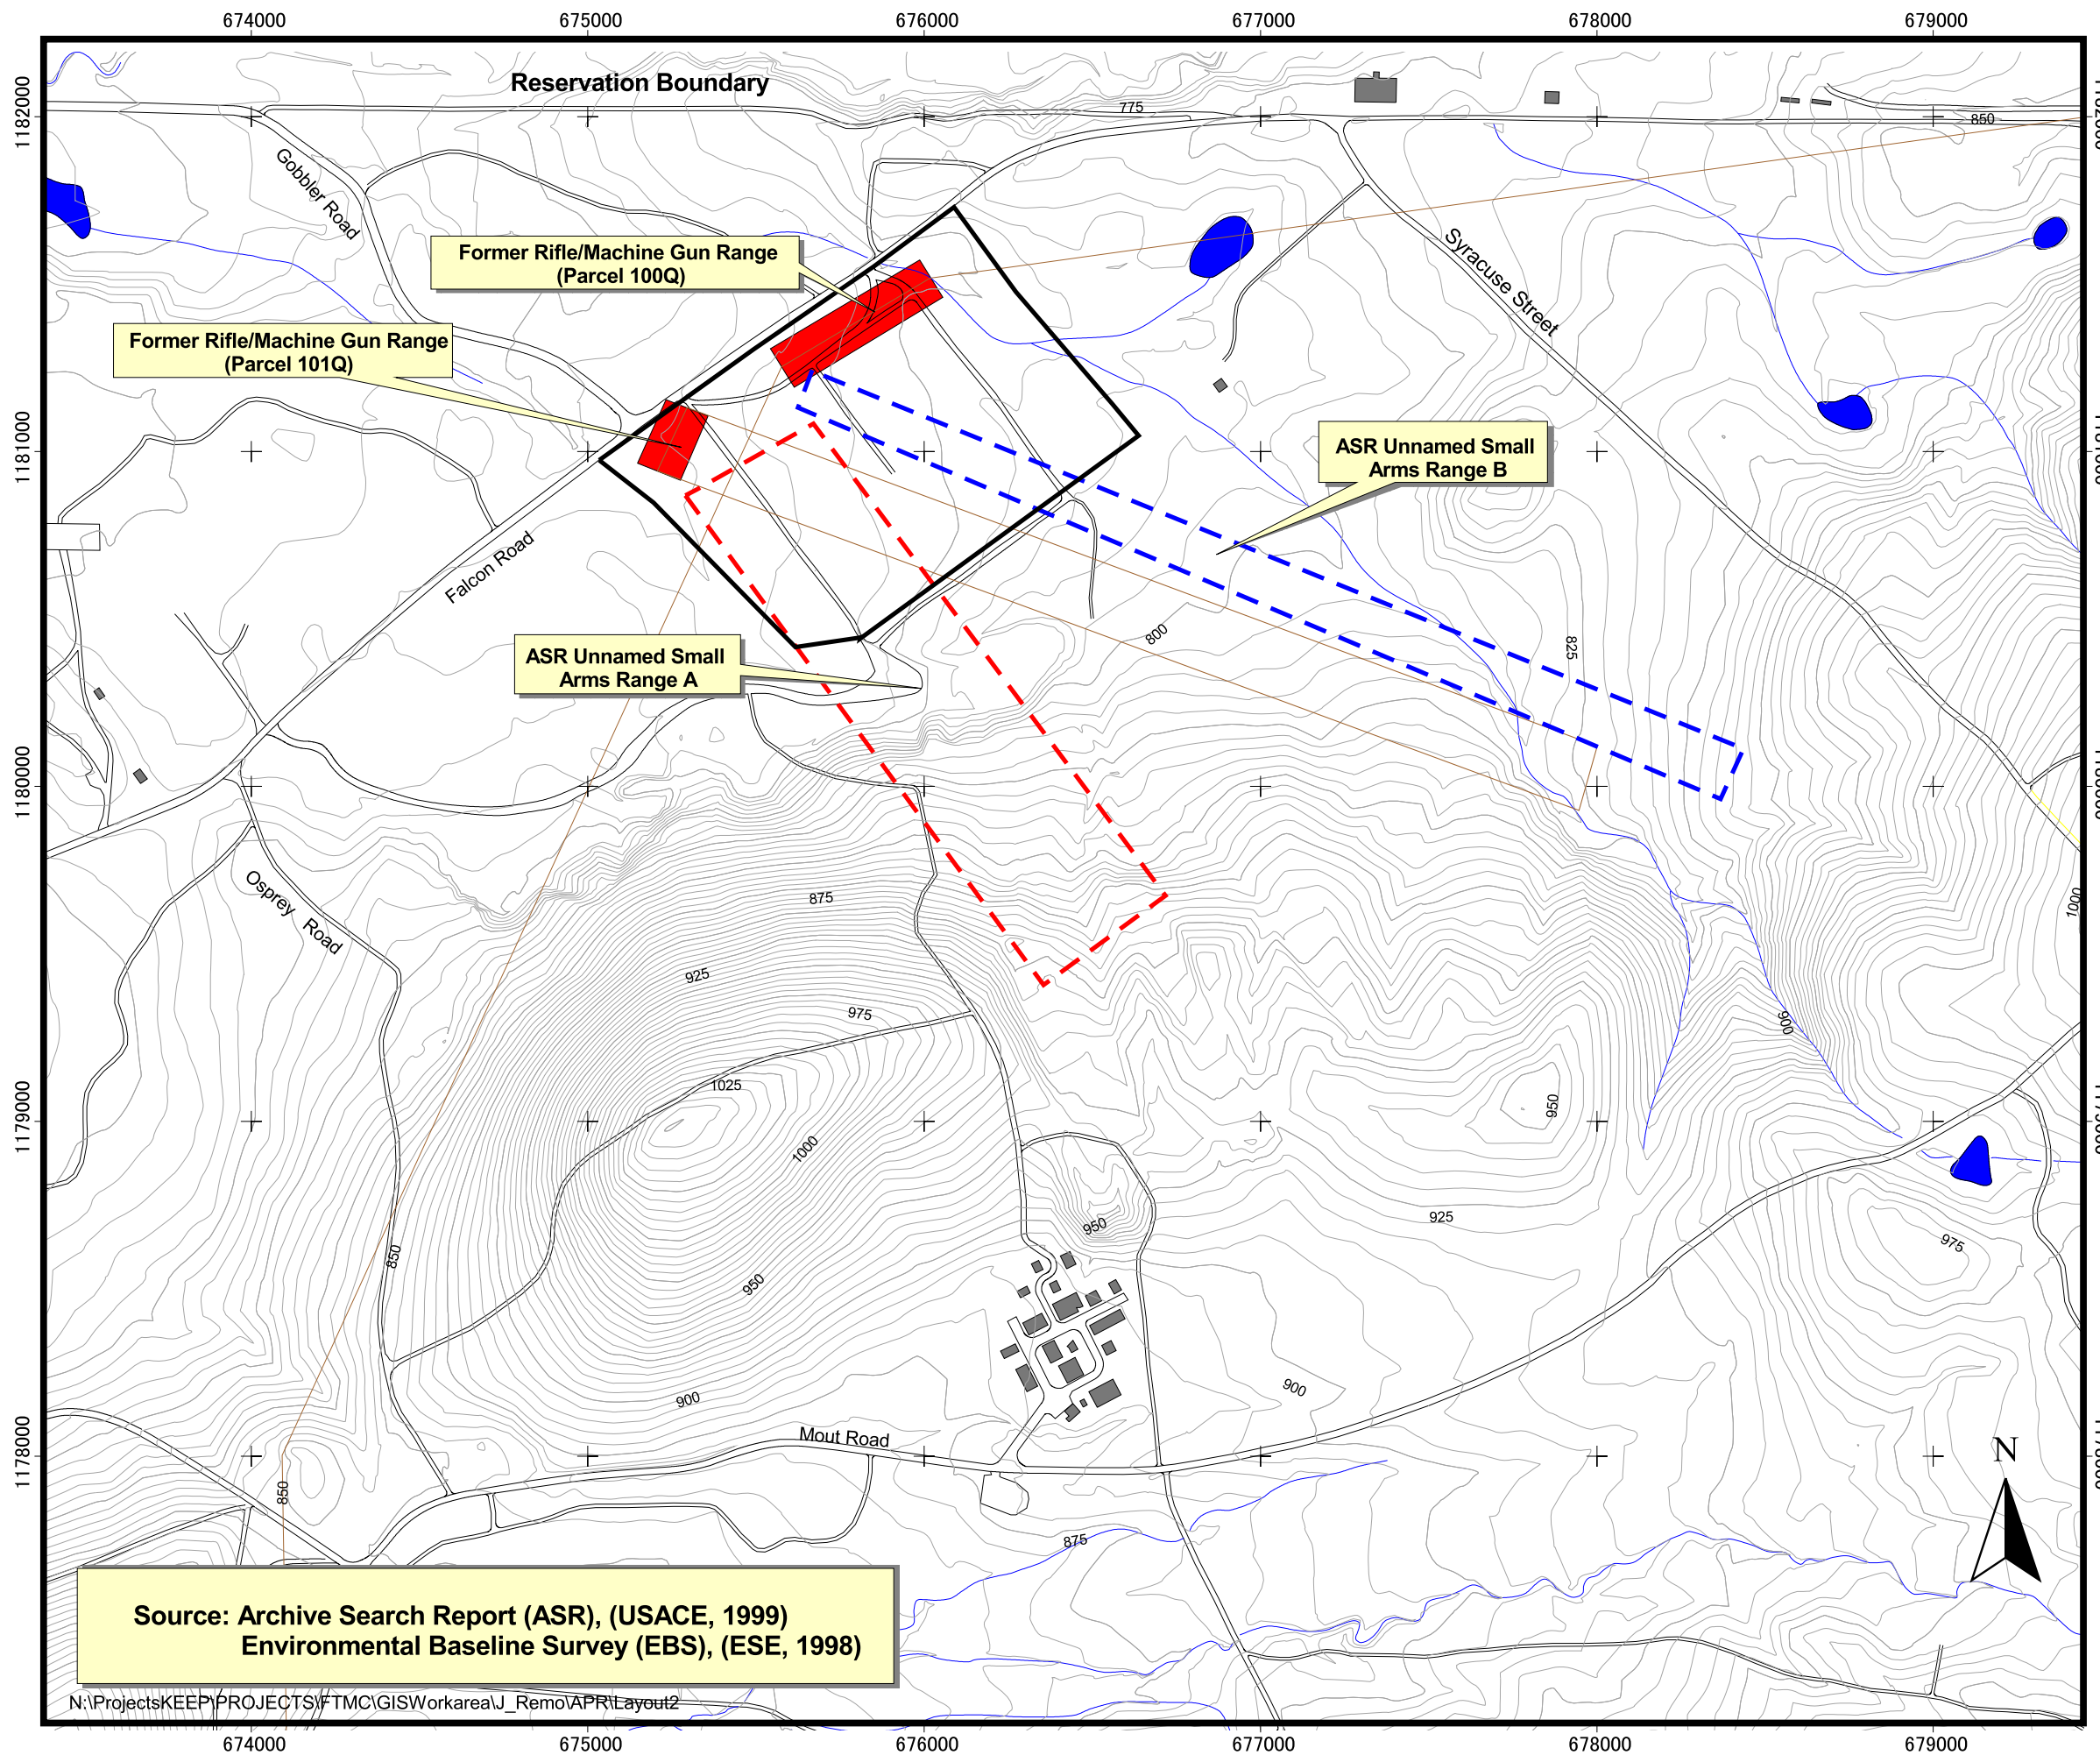 674000 675000 676000 677000 678000 679000
Reservation Boundary
775
850
1182000
Gobbler Road
Former Rifle/Machine Gun Range
(Parcel 100Q)
Syracuse Street
Former Rifle/Machine Gun Range
(Parcel 101Q)
1181000
ASR Unnamed Small
Arms Range B
Falcon Road
800
825
ASR Unnamed Small
Arms Range A
1180000
Osprey Road
875
1000
925
975
900
1025
950
1179000
1000
925
950
975
850
950
900
900
Mout Road
N
1178000
850
875
Source: Archive Search Report (ASR), (USACE, 1999)
Environmental Baseline Survey (EBS), (ESE, 1998)
N:\ProjectsKEEP\PROJECTS\FTMC\GISWorkarea\J_Remo\APR\Layout2
674000 675000 676000 677000 678000 679000